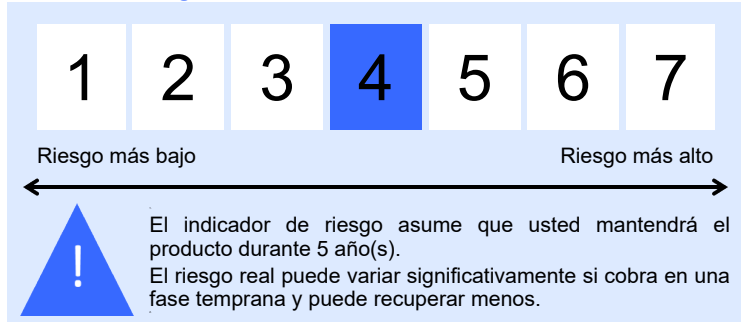 1 2 3 4 5 6 7
Riesgo más bajo Riesgo más alto
El indicador de riesgo asume que usted mantendrá el
producto durante 5 año(s).
El riesgo real puede variar significativamente si cobra en una
fase temprana y puede recuperar menos.
!